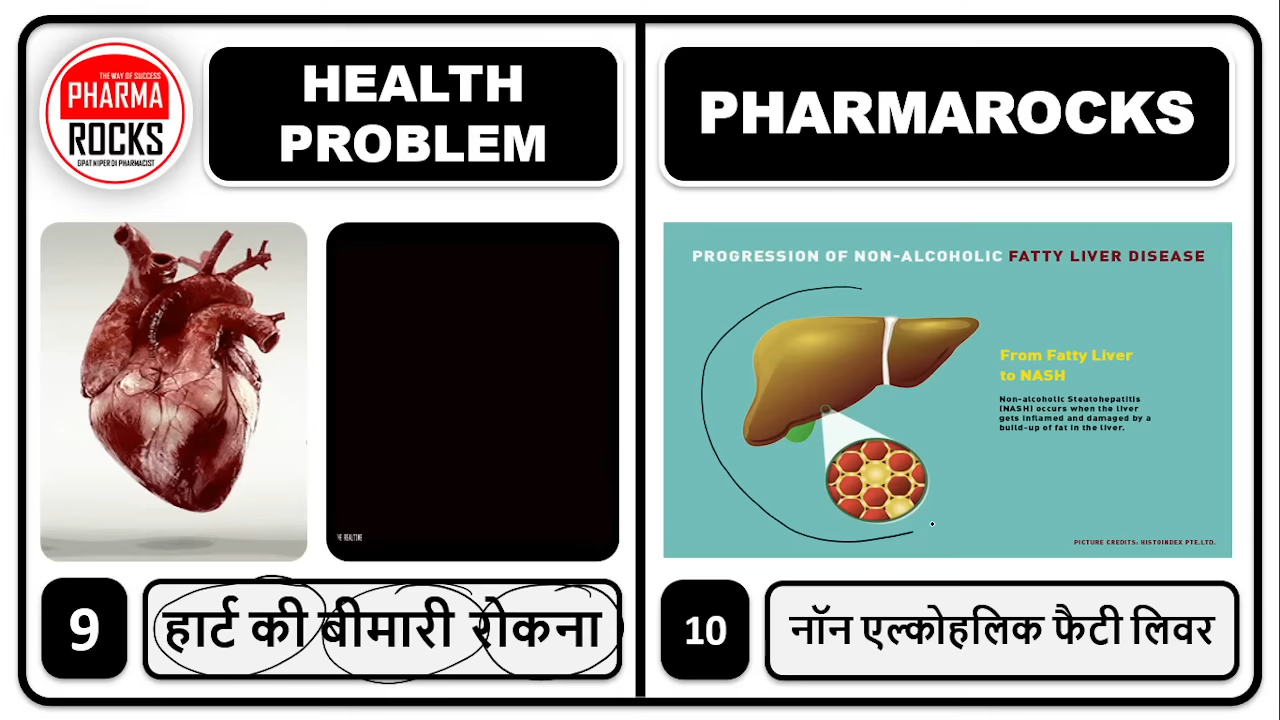 THE WAY OF SUCCESS
PHARMA
ROCKS
GPAT NIPER DI PHARMACIST
HEALTH
PROBLEM
PHARMAROCKS
PROGRESSION OF NON-ALCOHOLIC FATTY LIVER DISEASE
From Fatty Liver
to NASH
Non-alcoholic Steatohepatitis
(NASH) occurs when the liver
gets inflamed and damaged by a
build-up of fat in the liver.
PICTURE CREDITS: HISTOINDEX PTE.LTD.
9
हार्ट की बीमारी रोकना
10
नॉन एल्कोहलिक फैटी लिवर